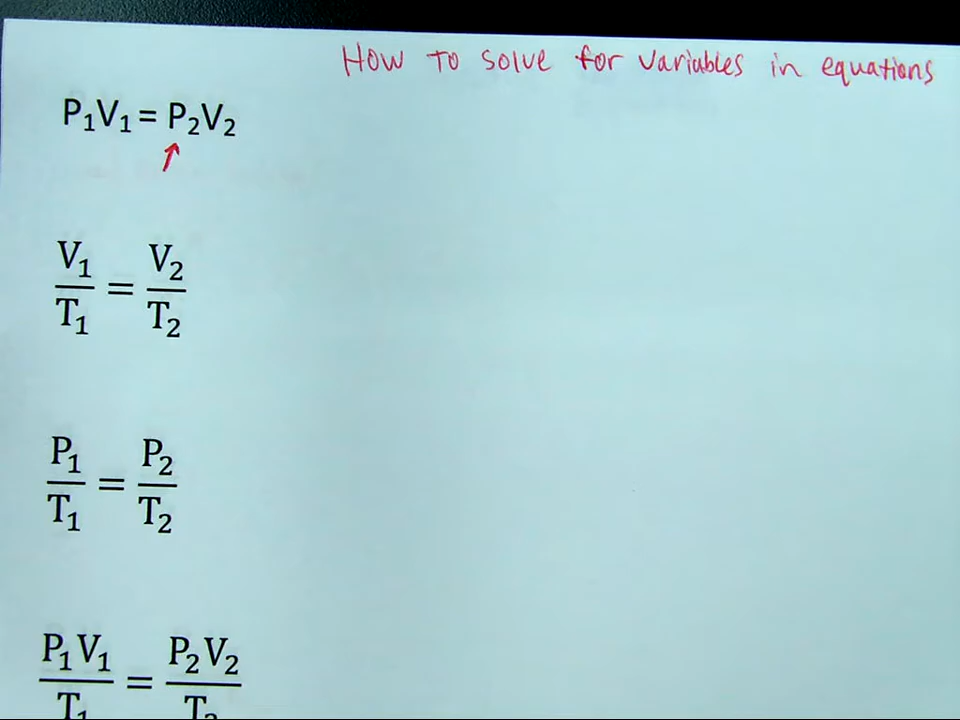 How to solve for variables in equations
P₁V₁ = P₂V₂
V₁/T₁ = V₂/T₂
P₁/T₁ = P₂/T₂
P₁V₁/T₁ = P₂V₂/T₂